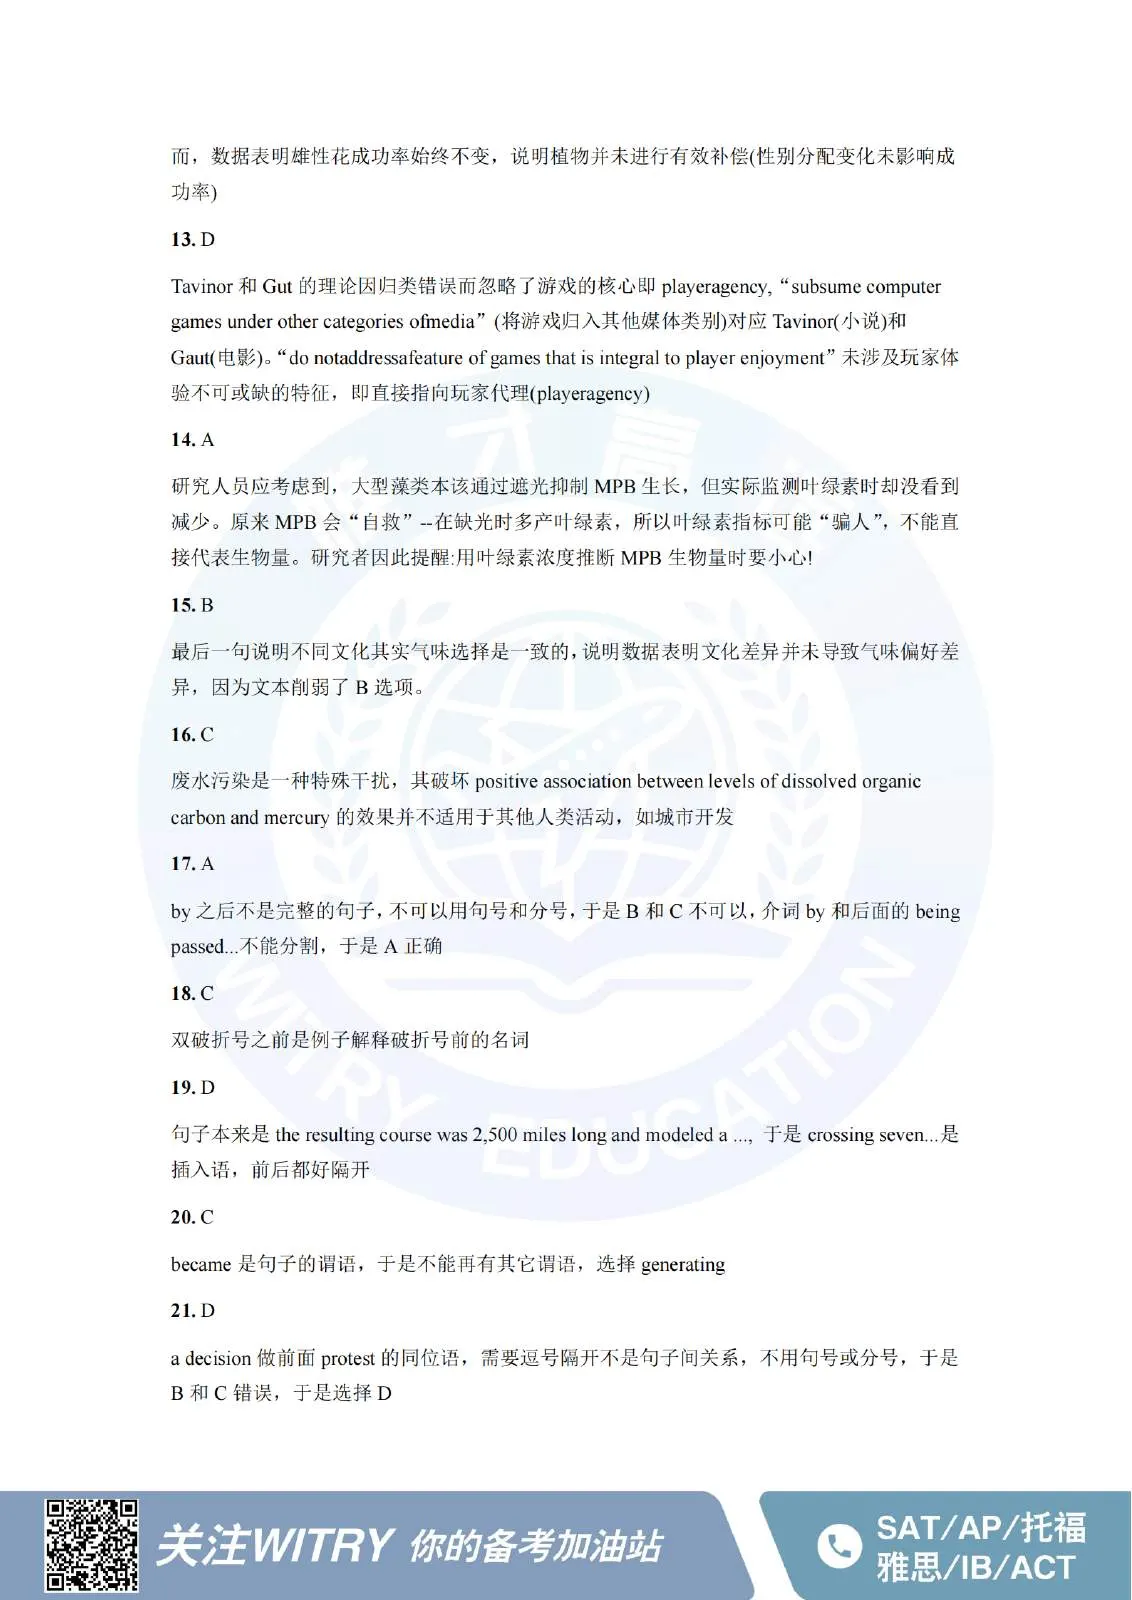 而，数据表明雄性花成功率始终不变，说明植物并未进行有效补偿(性别分配变化未影响成
功率)
13. D
Tavinor 和 Gut 的理论因归类错误而忽略了游戏的核心即 playeragency, “subsume computer
games under other categories ofmedia” (将游戏归入其他媒体类别)对应 Tavinor(小说)和
Gaut(电影)。“do notaddressafeature of games that is integral to player enjoyment” 未涉及玩家体
验不可或缺的特征，即直接指向玩家代理(playeragency)
14. A
研究人员应考虑到，大型藻类本该通过遮光抑制 MPB 生长，但实际监测叶绿素时却没看到
减少。原来 MPB 会“自救”--在缺光时多产叶绿素，所以叶绿素指标可能“骗人”，不能直
接代表生物量。研究者因此提醒:用叶绿素浓度推断 MPB 生物量时要小心!
15. B
最后一句说明不同文化其实气味选择是一致的，说明数据表明文化差异并未导致气味偏好差
异，因为文本削弱了 B 选项。
16. C
废水污染是一种特殊干扰，其破坏 positive association between levels of dissolved organic
carbon and mercury 的效果并不适用于其他人类活动，如城市开发
17. A
by 之后不是完整的句子，不可以用句号和分号，于是 B 和 C 不可以，介词 by 和后面的 being
passed...不能分割，于是 A 正确
18. C
双破折号之前是例子解释破折号前的名词
19. D
句子本来是 the resulting course was 2,500 miles long and modeled a ..., 于是 crossing seven...是
插入语，前后都好隔开
20. C
became 是句子的谓语，于是不能再有其它谓语，选择 generating
21. D
a decision 做前面 protest 的同位语，需要逗号隔开不是句子间关系，不用句号或分号，于是
B 和 C 错误，于是选择 D
WITRY EDUCATION
关注WITRY 你的备考加油站
SAT/AP/托福
雅思/IB/ACT